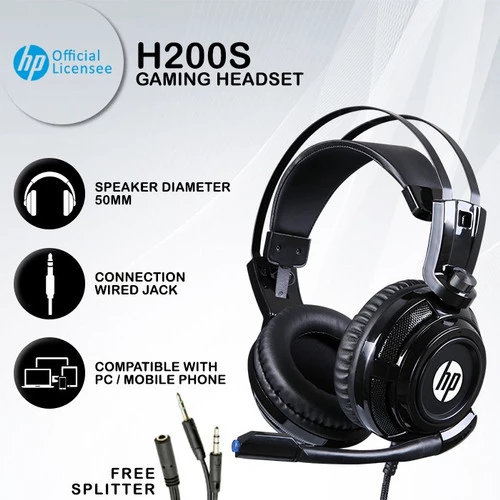 hp Official
Licensee
H200S
GAMING HEADSET
SPEAKER DIAMETER
50MM
CONNECTION
WIRED JACK
COMPATIBLE WITH
PC / MOBILE PHONE
FREE
SPLITTER
hp